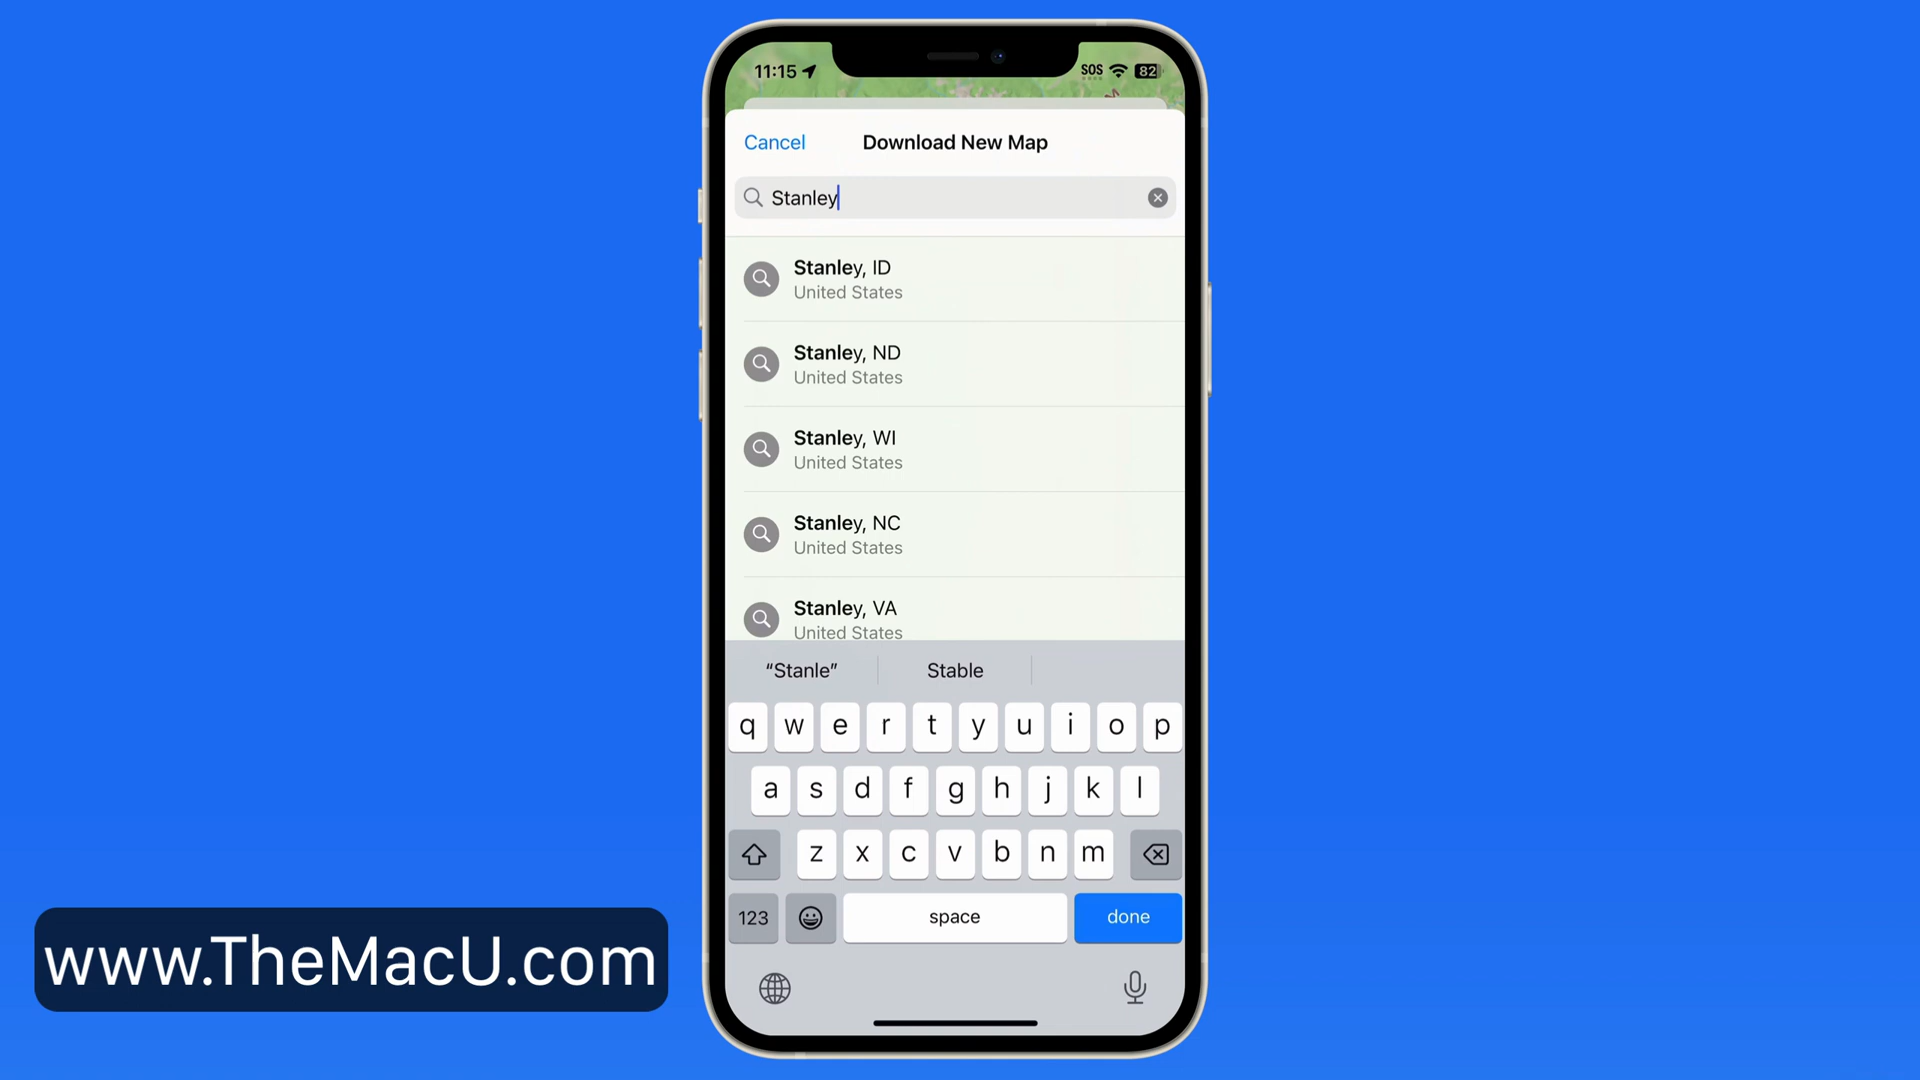 11:15
SOS 82
Cancel Download New Map
Stanley
Stanley, ID
United States
Stanley, ND
United States
Stanley, WI
United States
Stanley, NC
United States
Stanley, VA
United States
“Stanle” Stable
q w e r t y u i o p
a s d f g h j k l
z x c v b n m
123 space done
www.TheMacU.com